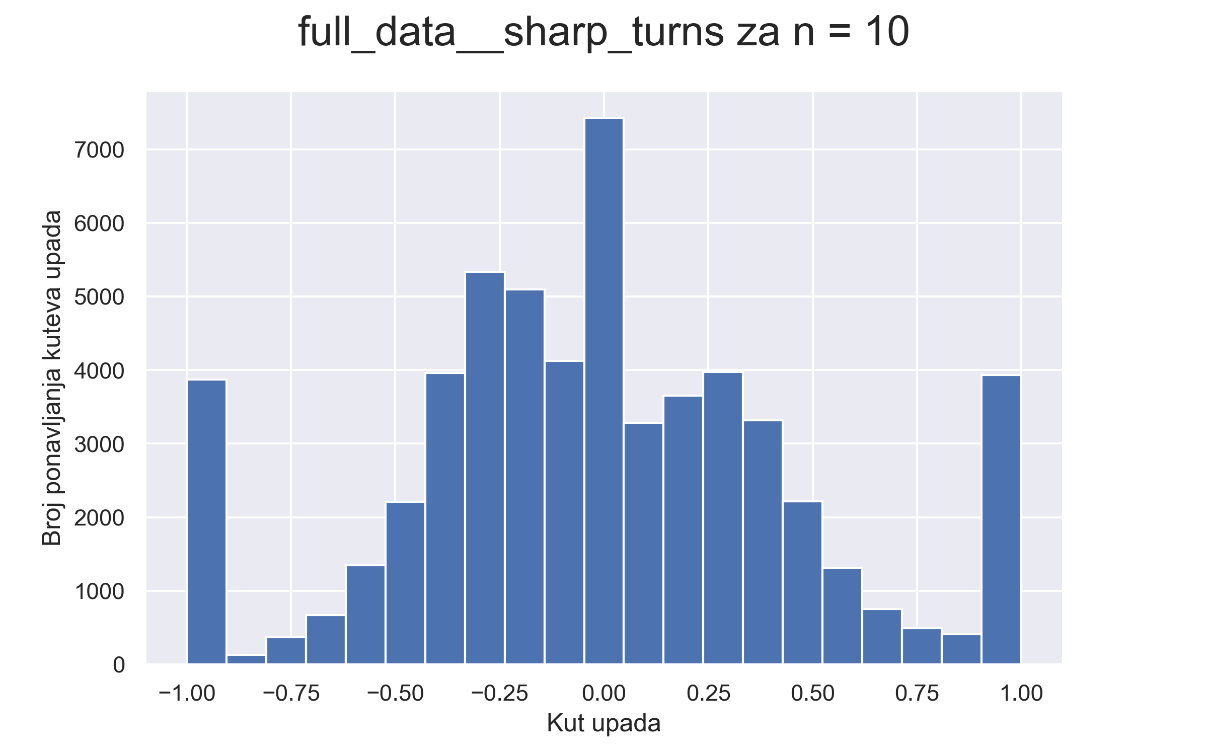 full_data__sharp_turns za n = 10
Broj ponavljanja kuteva upada
7000
6000
5000
4000
3000
2000
1000
0
−1.00 −0.75 −0.50 −0.25 0.00 0.25 0.50 0.75 1.00
Kut upada